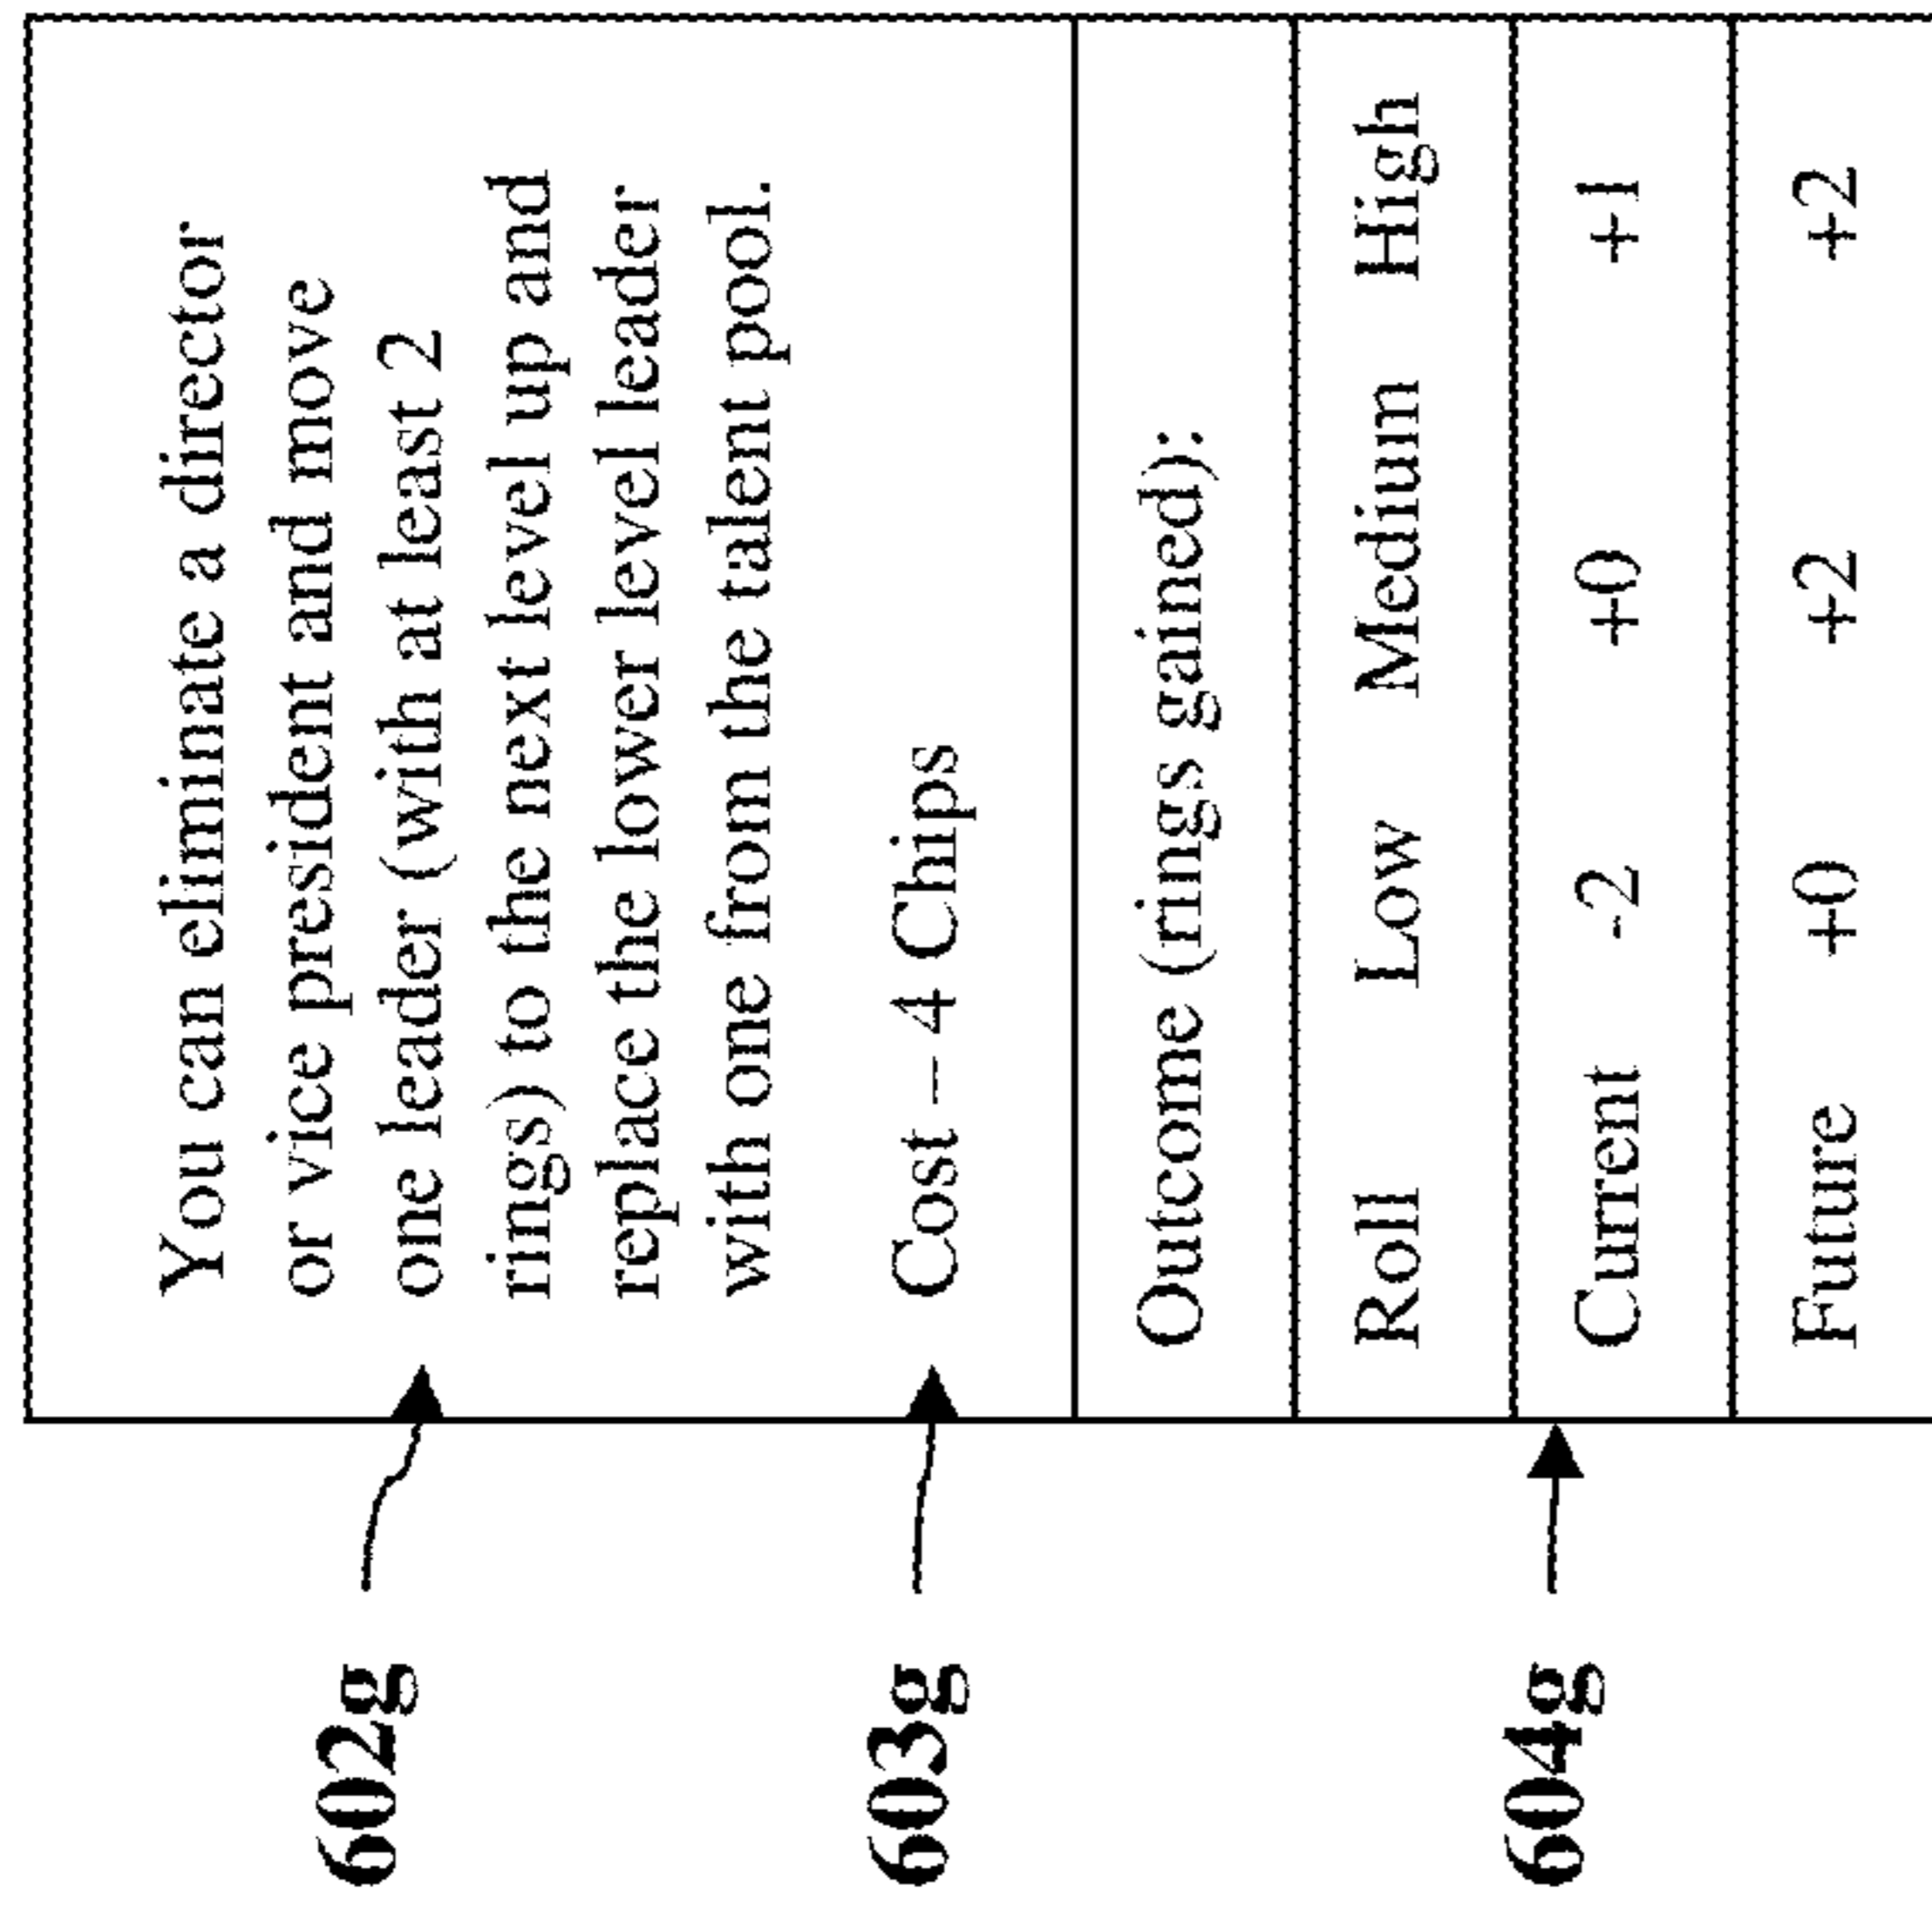 602g
You can eliminate a director
or vice president and move
one leader (with at least 2
rings) to the next level up and
replace the lower level leader
with one from the talent pool.
603g
Cost – 4 Chips
Outcome (rings gained):
Roll Low Medium High
604g
Current -2 +0 +1
Future +0 +2 +2